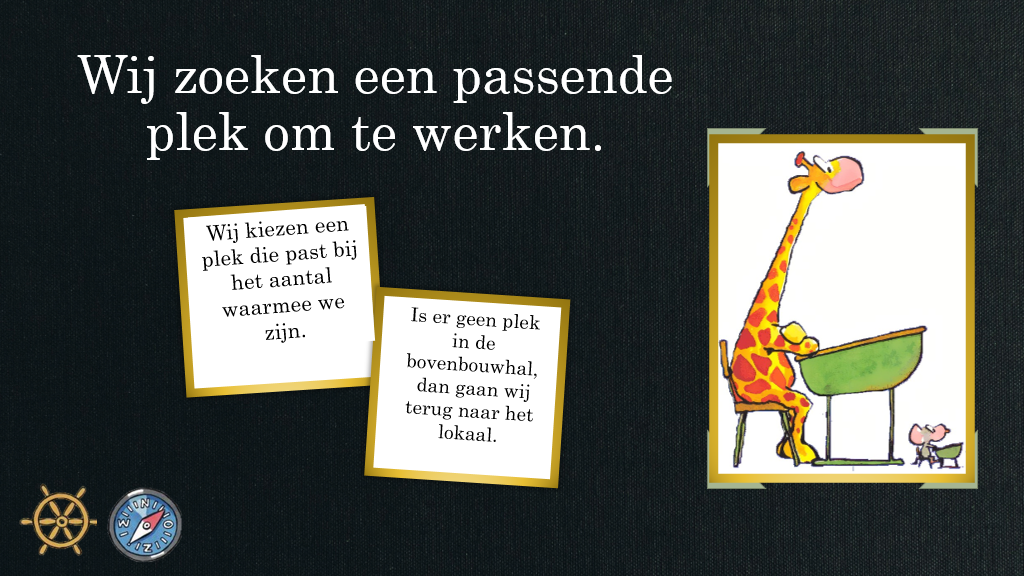 Wij zoeken een passende
plek om te werken.
Wij kiezen een
plek die past bij
het aantal
waarmee we
zijn.
Is er geen plek
in de
bovenbouwhal,
dan gaan wij
terug naar het
lokaal.